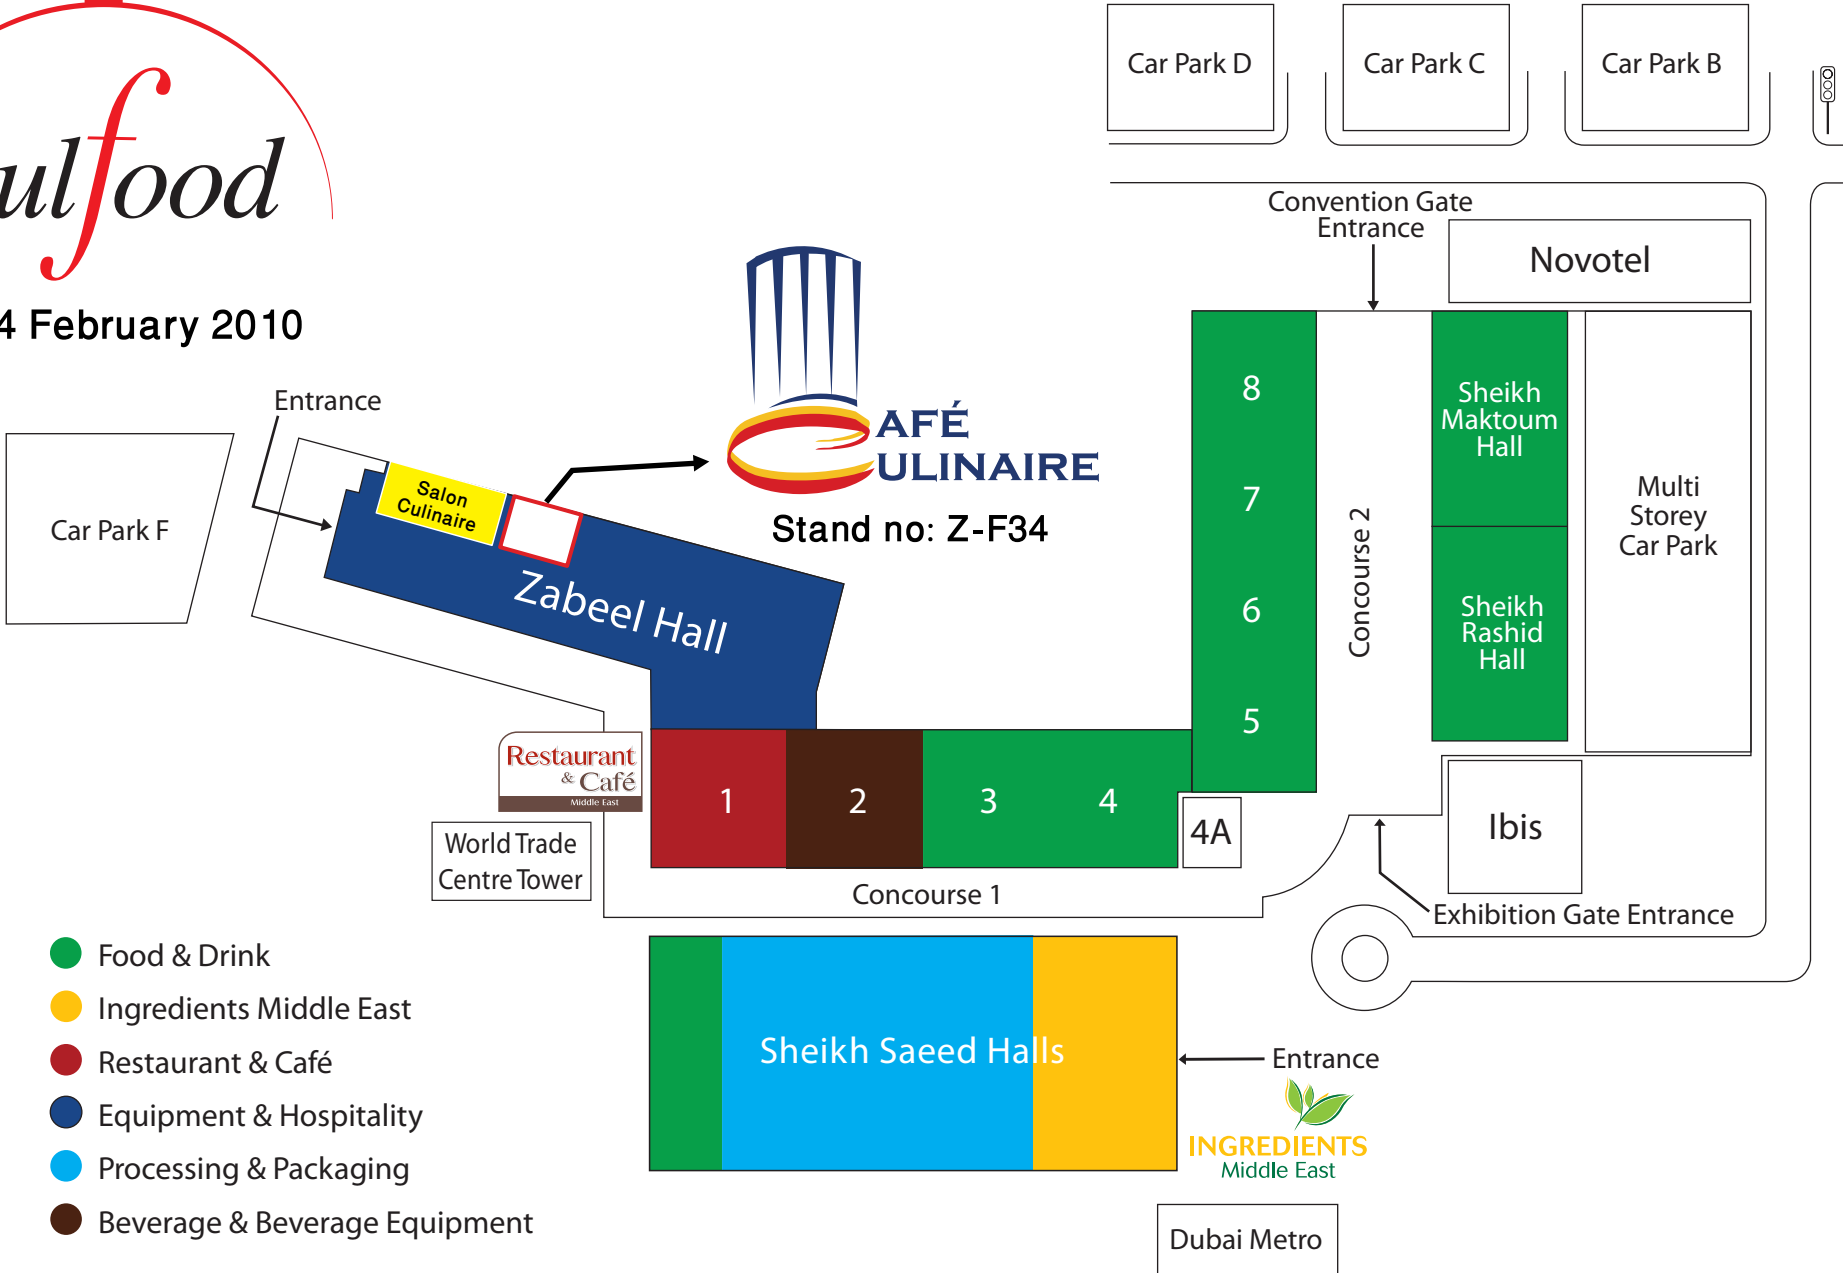 ulfood
4 February 2010
Car Park D
Car Park C
Car Park B
Convention Gate
Entrance
Novotel
Entrance
Car Park F
Salon
Culinaire
AFÉ
ULINAIRE
Stand no: Z-F34
Zabeel Hall
8
7
6
5
Concourse 2
Sheikh
Maktoum
Hall
Sheikh
Rashid
Hall
Multi
Storey
Car Park
Restaurant
& Café
Middle East
World Trade
Centre Tower
1
2
3
4
4A
Ibis
Concourse 1
Exhibition Gate Entrance
Food & Drink
Ingredients Middle East
Restaurant & Café
Equipment & Hospitality
Processing & Packaging
Beverage & Beverage Equipment
Sheikh Saeed Halls
Entrance
INGREDIENTS
Middle East
Dubai Metro